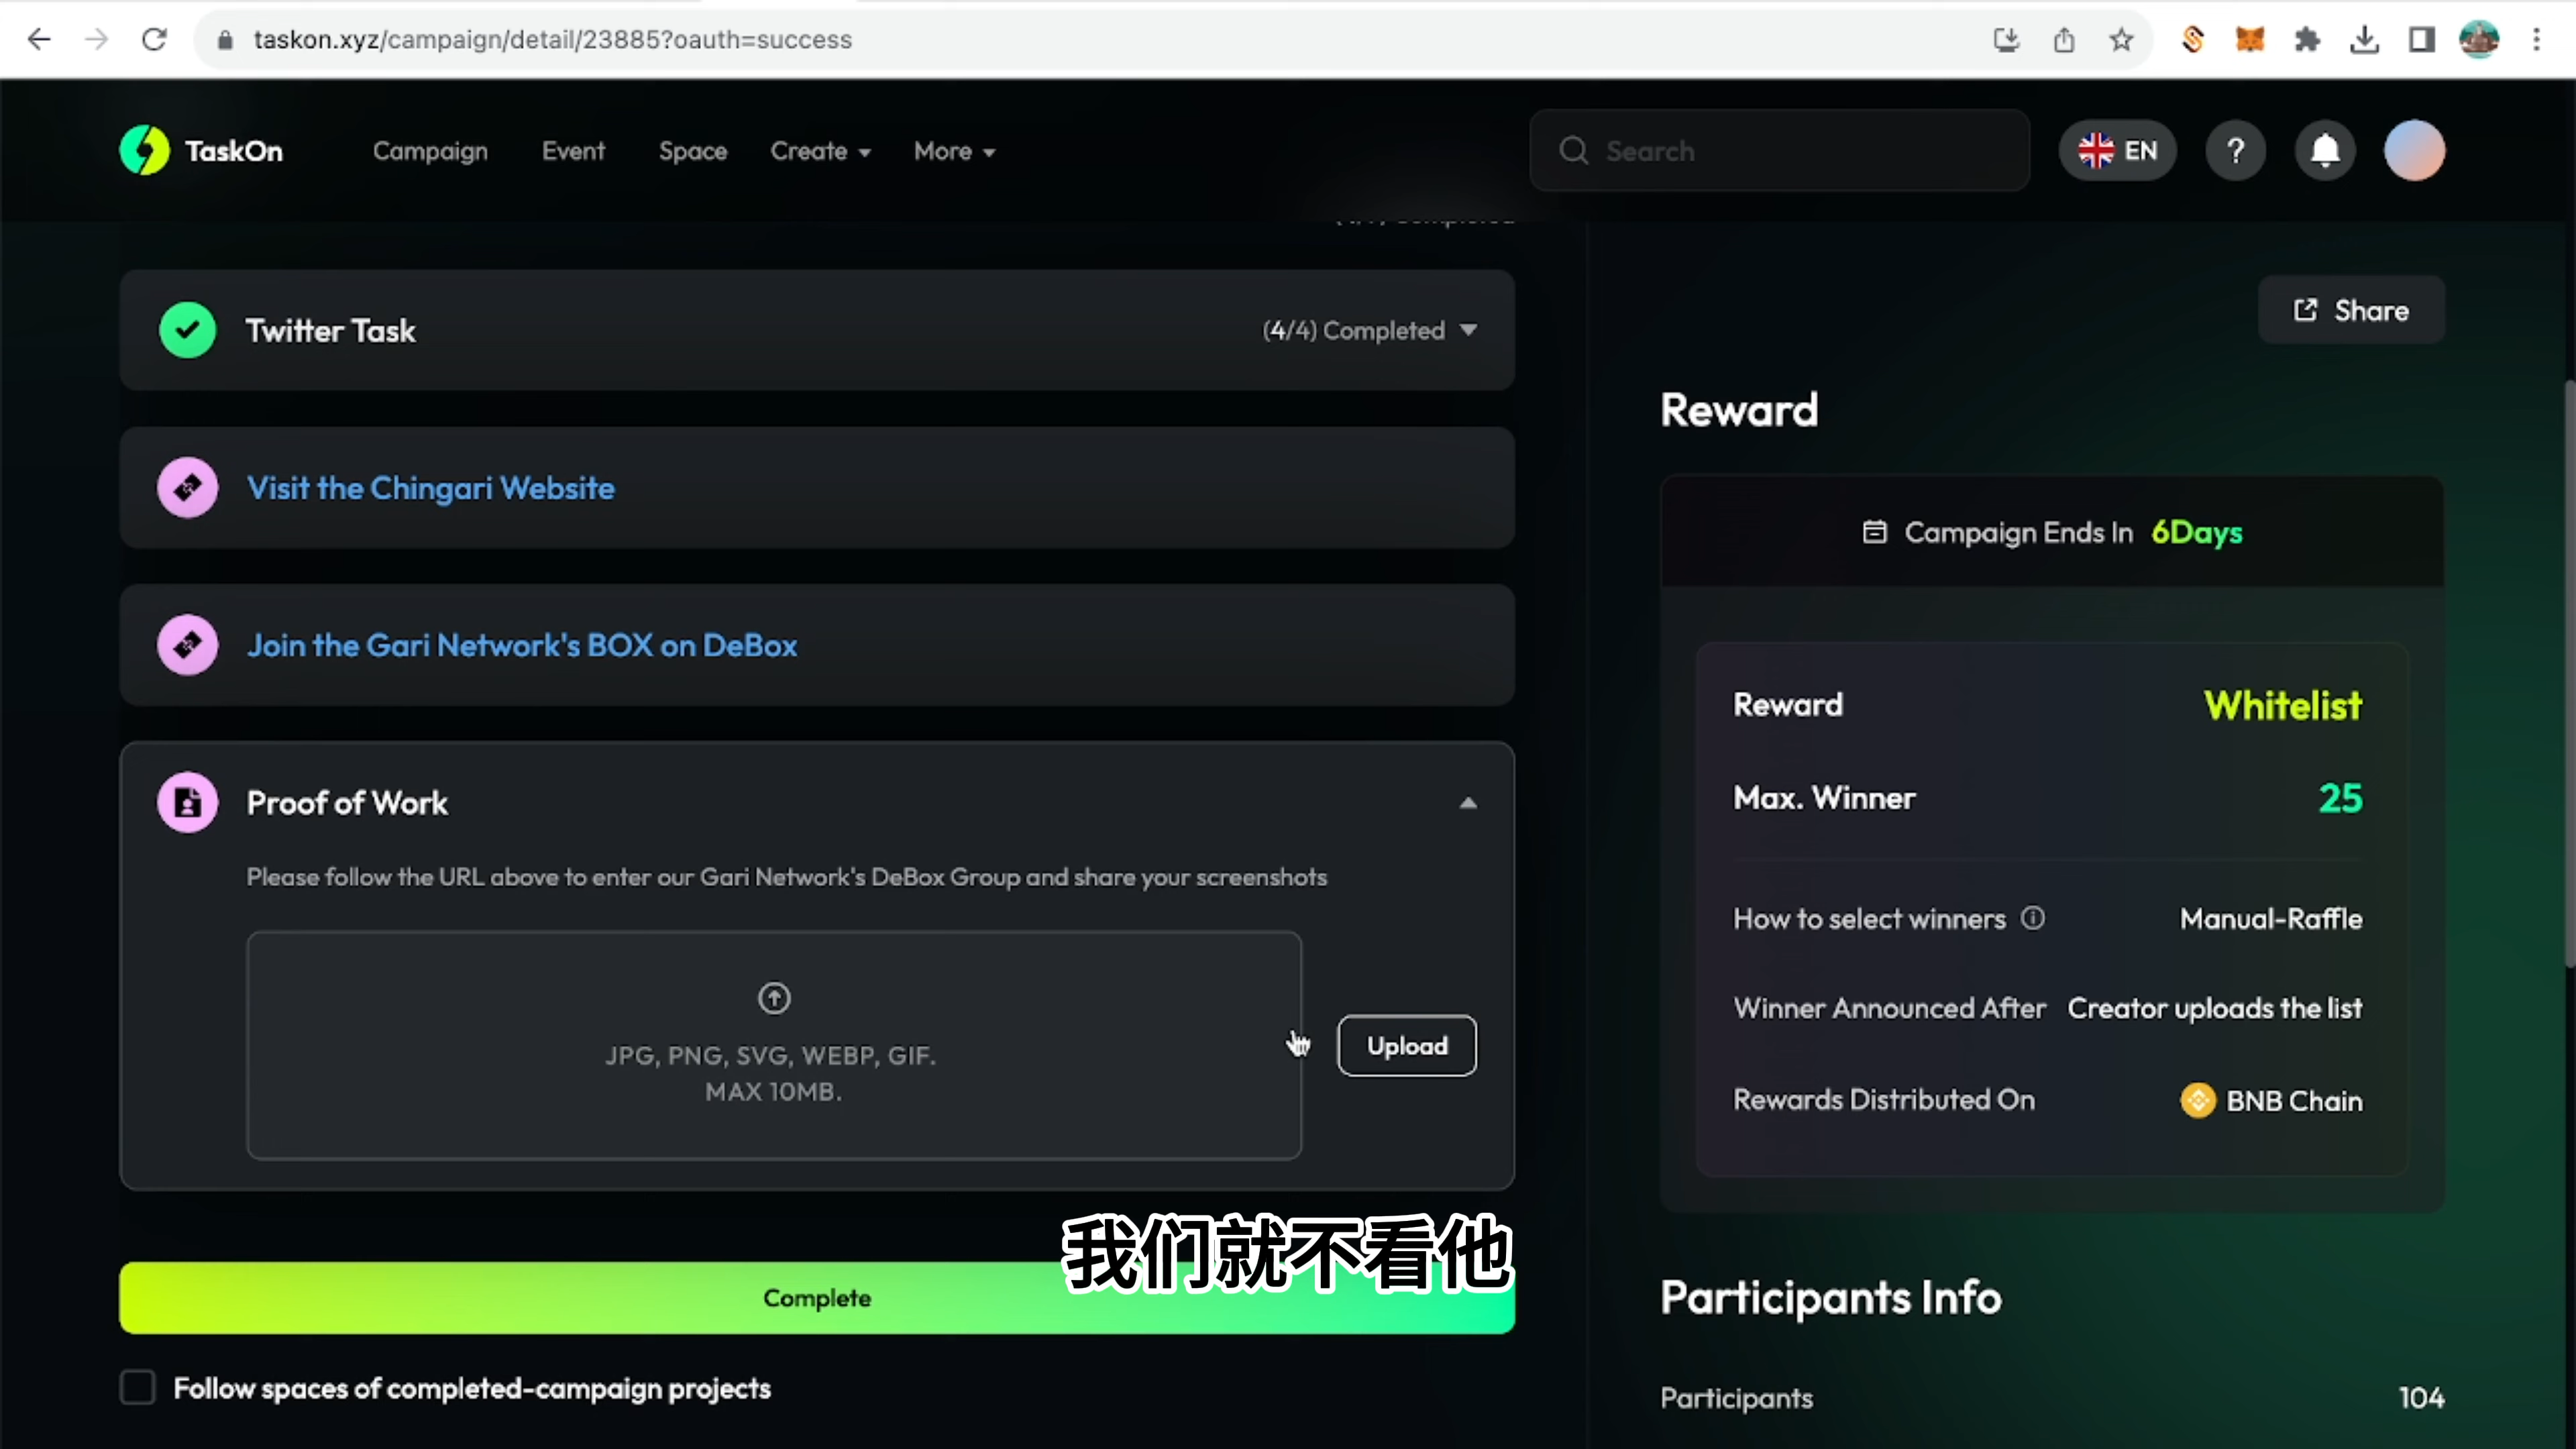 taskon.xyz/campaign/detail/23885?oauth=success
TaskOn
Campaign
Event
Space
Create
More
Search
EN
?
Twitter Task
(4/4) Completed
Visit the Chingari Website
Join the Gari Network's BOX on DeBox
Proof of Work
Please follow the URL above to enter our Gari Network's DeBox Group and share your screenshots
JPG, PNG, SVG, WEBP, GIF.
MAX 10MB.
Upload
我们就不看他
Complete
Follow spaces of completed-campaign projects
Share
Reward
Campaign Ends In 6Days
Reward Whitelist
Max. Winner 25
How to select winners Manual-Raffle
Winner Announced After Creator uploads the list
Rewards Distributed On BNB Chain
Participants Info
Participants 104